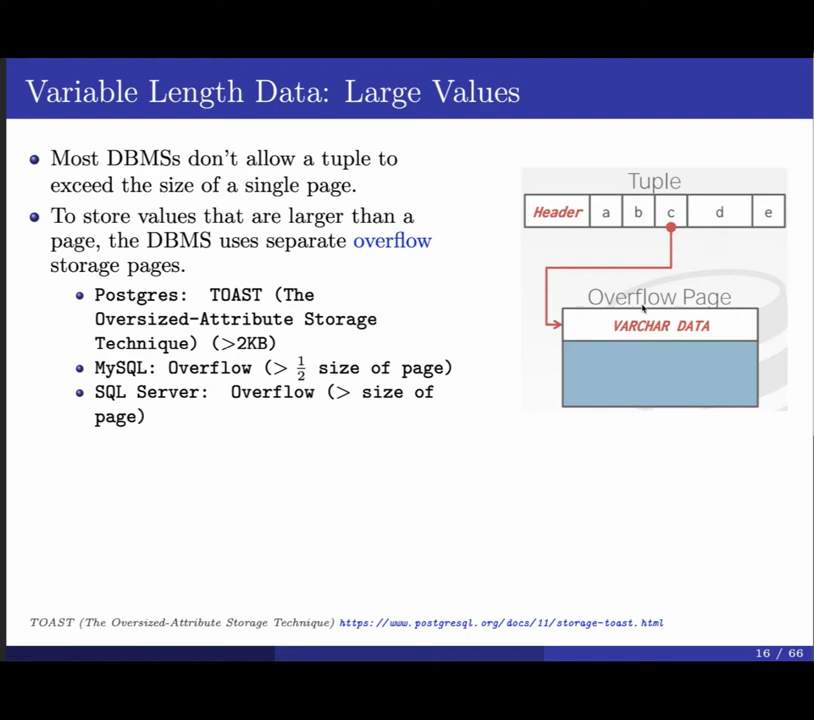 Variable Length Data: Large Values
Most DBMSs don't allow a tuple to
exceed the size of a single page.
To store values that are larger than a
page, the DBMS uses separate overflow
storage pages.
Postgres: TOAST (The
Oversized-Attribute Storage
Technique) (>2KB)
MySQL: Overflow (> 1/2 size of page)
SQL Server: Overflow (> size of
page)
Tuple
Header a b c d e
Overflow Page
VARCHAR DATA
TOAST (The Oversized-Attribute Storage Technique) https://www.postgresql.org/docs/11/storage-toast.html
16 / 66